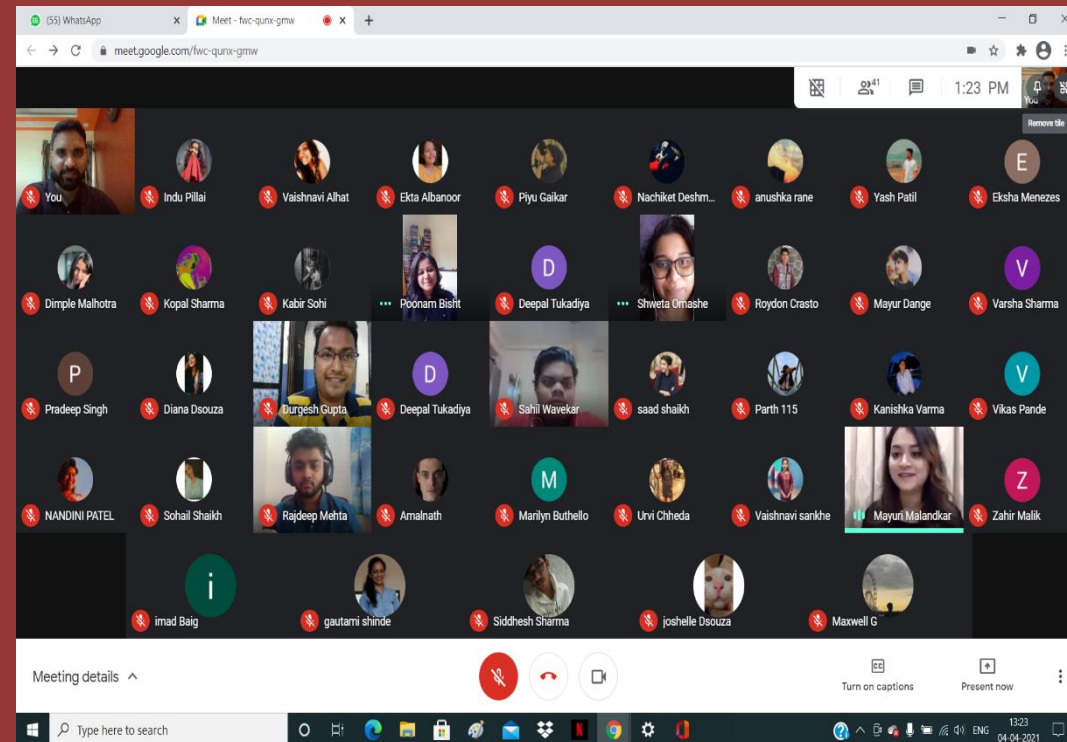 (55) WhatsApp
Meet - fwc-qunx-gmw
meet.google.com/fwc-qunx-gmw
41
1:23 PM
You
Remove tile
You
Indu Pillai
Vaishnavi Alhat
Ekta Albanoor
Piyu Gaikar
Nachiket Deshm...
anushka rane
Yash Patil
E
Eksha Menezes
Dimple Malhotra
Kopal Sharma
Kabir Sohi
Poonam Bisht
D
Deepal Tukadiya
Shweta Omashe
Roydon Crasto
Mayur Dange
V
Varsha Sharma
P
Pradeep Singh
Diana Dsouza
Durgesh Gupta
D
Deepal Tukadiya
Sahil Wavekar
saad shaikh
Parth 115
Kanishka Varma
V
Vikas Pande
NANDINI PATEL
Sohail Shaikh
Rajdeep Mehta
Amalnath
M
Marilyn Buthello
Urvi Chheda
Vaishnavi sankhe
Mayuri Malandkar
Z
Zahir Malik
i
imad Baig
gautami shinde
Siddhesh Sharma
joshelle Dsouza
Maxwell G
Meeting details
CC
Turn on captions
Present now
Type here to search
N
ENG
13:23
04-04-2021